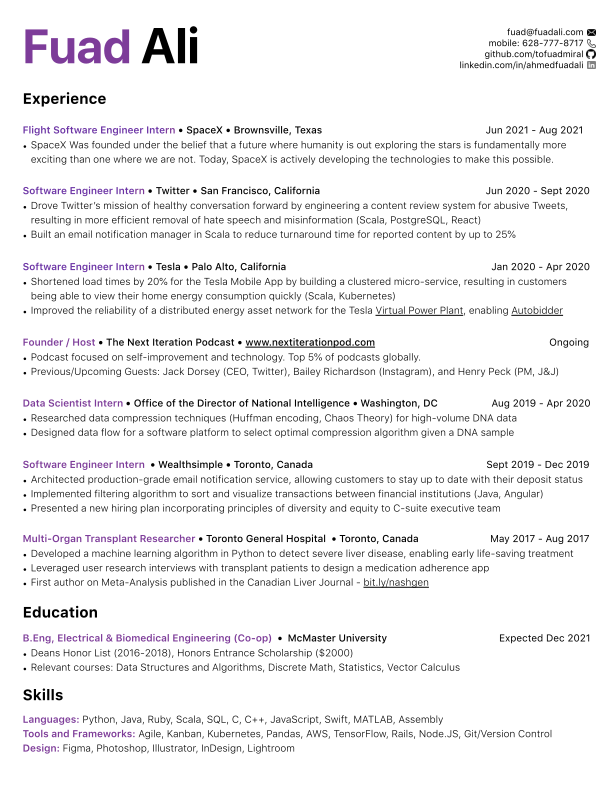 Fuad Ali
fuad@fuadali.com
mobile: 628-777-8717
github.com/tofuadmiral
linkedin.com/in/ahmedfuadali
Experience
Flight Software Engineer Intern • SpaceX • Brownsville, Texas Jun 2021 - Aug 2021
• SpaceX Was founded under the belief that a future where humanity is out exploring the stars is fundamentally more
exciting than one where we are not. Today, SpaceX is actively developing the technologies to make this possible.
Software Engineer Intern • Twitter • San Francisco, California Jun 2020 - Sept 2020
• Drove Twitter's mission of healthy conversation forward by engineering a content review system for abusive Tweets,
resulting in more efficient removal of hate speech and misinformation (Scala, PostgreSQL, React)
• Built an email notification manager in Scala to reduce turnaround time for reported content by up to 25%
Software Engineer Intern • Tesla • Palo Alto, California Jan 2020 - Apr 2020
• Shortened load times by 20% for the Tesla Mobile App by building a clustered micro-service, resulting in customers
being able to view their home energy consumption quickly (Scala, Kubernetes)
• Improved the reliability of a distributed energy asset network for the Tesla Virtual Power Plant, enabling Autobidder
Founder / Host • The Next Iteration Podcast • www.nextiterationpod.com Ongoing
• Podcast focused on self-improvement and technology. Top 5% of podcasts globally.
• Previous/Upcoming Guests: Jack Dorsey (CEO, Twitter), Bailey Richardson (Instagram), and Henry Peck (PM, J&J)
Data Scientist Intern • Office of the Director of National Intelligence • Washington, DC Aug 2019 - Apr 2020
• Researched data compression techniques (Huffman encoding, Chaos Theory) for high-volume DNA data
• Designed data flow for a software platform to select optimal compression algorithm given a DNA sample
Software Engineer Intern • Wealthsimple • Toronto, Canada Sept 2019 - Dec 2019
• Architected production-grade email notification service, allowing customers to stay up to date with their deposit status
• Implemented filtering algorithm to sort and visualize transactions between financial institutions (Java, Angular)
• Presented a new hiring plan incorporating principles of diversity and equity to C-suite executive team
Multi-Organ Transplant Researcher • Toronto General Hospital • Toronto, Canada May 2017 - Aug 2017
• Developed a machine learning algorithm in Python to detect severe liver disease, enabling early life-saving treatment
• Leveraged user research interviews with transplant patients to design a medication adherence app
• First author on Meta-Analysis published in the Canadian Liver Journal - bit.ly/nashgen
Education
B.Eng, Electrical & Biomedical Engineering (Co-op) • McMaster University Expected Dec 2021
• Deans Honor List (2016-2018), Honors Entrance Scholarship ($2000)
• Relevant courses: Data Structures and Algorithms, Discrete Math, Statistics, Vector Calculus
Skills
Languages: Python, Java, Ruby, Scala, SQL, C, C++, JavaScript, Swift, MATLAB, Assembly
Tools and Frameworks: Agile, Kanban, Kubernetes, Pandas, AWS, TensorFlow, Rails, Node.JS, Git/Version Control
Design: Figma, Photoshop, Illustrator, InDesign, Lightroom